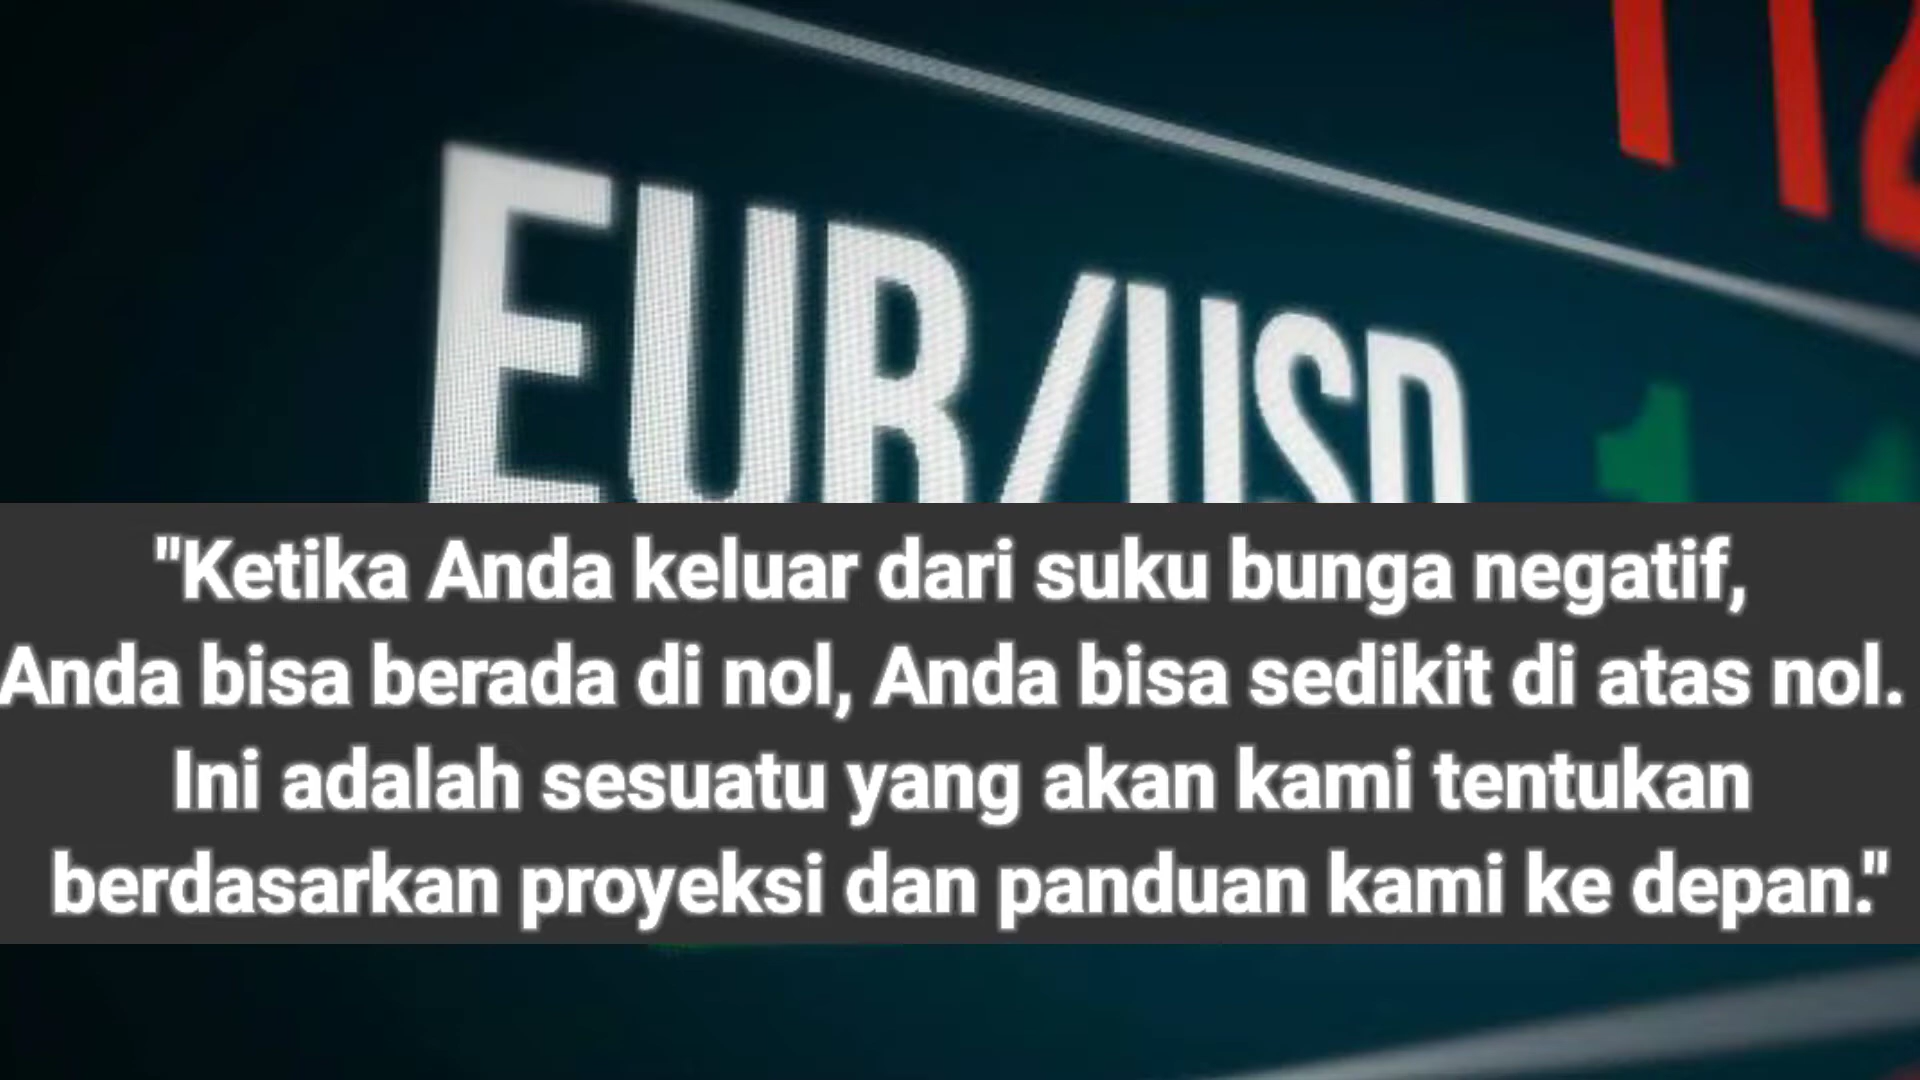 EUR/USD
"Ketika Anda keluar dari suku bunga negatif,
Anda bisa berada di nol, Anda bisa sedikit di atas nol.
Ini adalah sesuatu yang akan kami tentukan
berdasarkan proyeksi dan panduan kami ke depan."